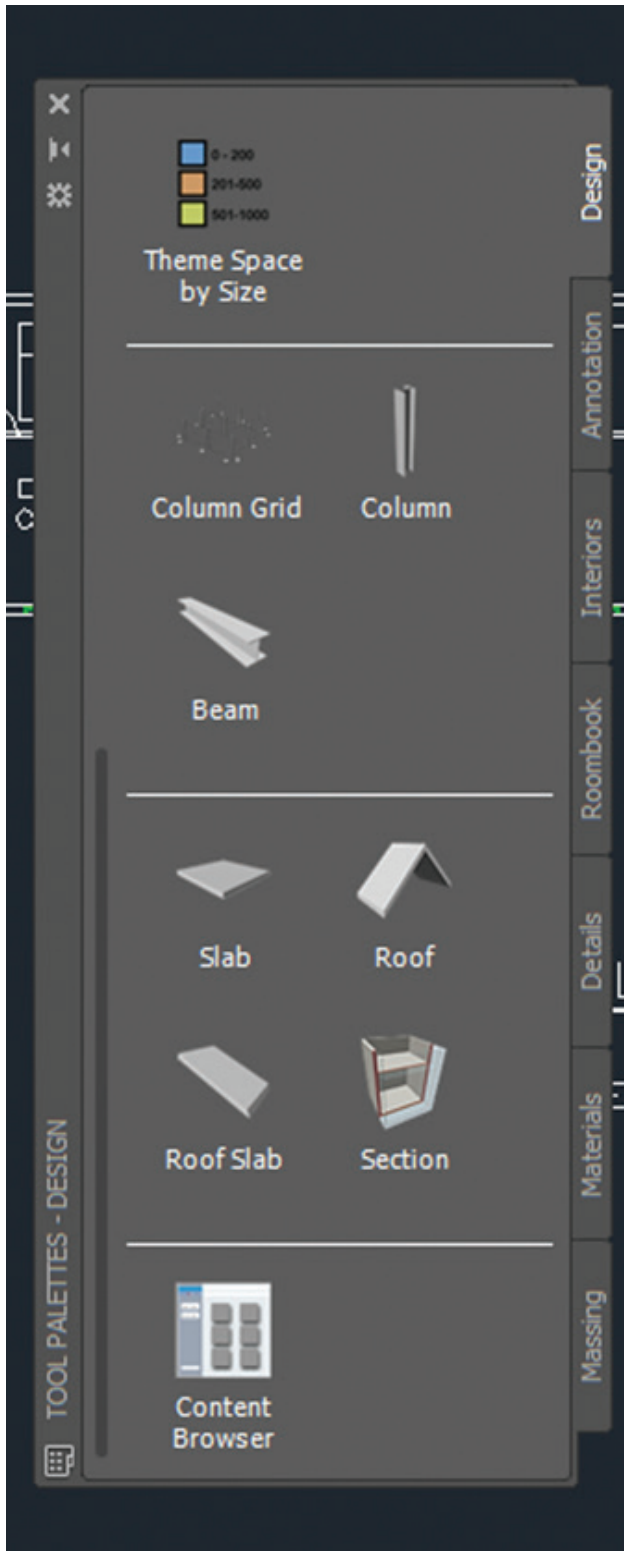 0 - 200
201-500
501-1000
Theme Space
by Size
Column Grid
Column
Beam
Slab
Roof
Roof Slab
Section
Content
Browser
Design
Annotation
Interiors
Roombook
Details
Materials
Massing
TOOL PALETTES - DESIGN